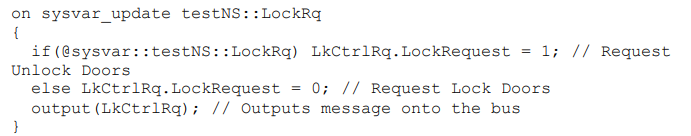 on sysvar_update testNS::LockRq
{
  if(@sysvar::testNS::LockRq) LkCtrlRq.LockRequest = 1; // Request
Unlock Doors
  else LkCtrlRq.LockRequest = 0; // Request Lock Doors
  output(LkCtrlRq); // Outputs message onto the bus
}